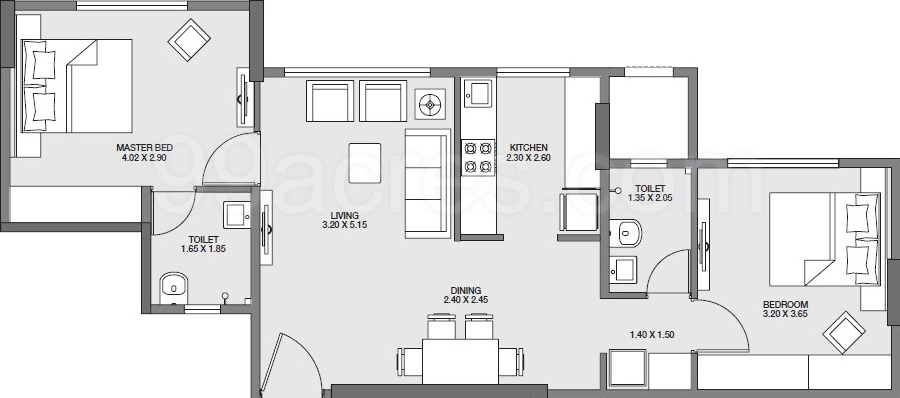 MASTER BED
4.02 X 2.90
KITCHEN
2.30 X 2.60
TOILET
1.35 X 2.05
LIVING
3.20 X 5.15
TOILET
1.65 X 1.85
DINING
2.40 X 2.45
BEDROOM
3.20 X 3.65
1.40 X 1.50
99acres.com